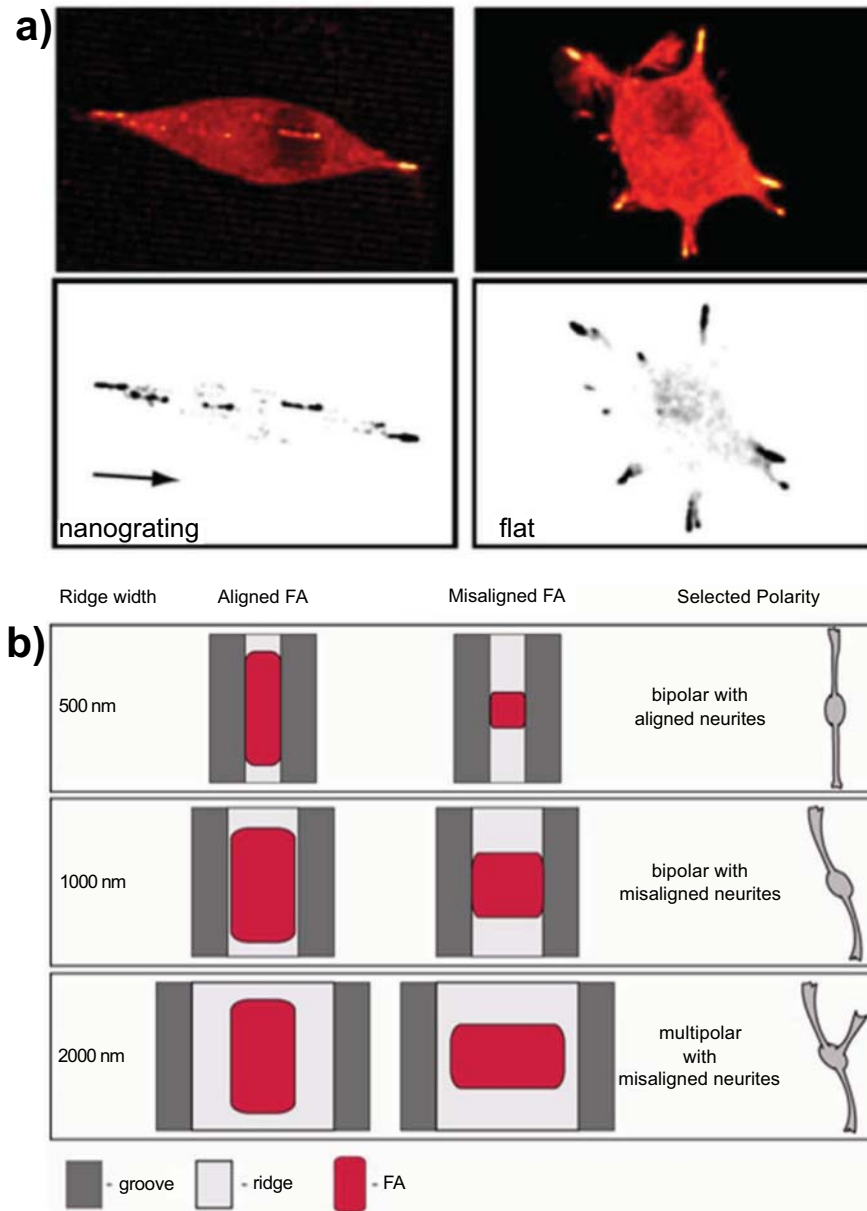 a)
nanograting
flat
Ridge width Aligned FA Misaligned FA Selected Polarity
b)
500 nm
bipolar with
aligned neurites
1000 nm
bipolar with
misaligned neurites
2000 nm
multipolar
with
misaligned neurites
- groove - ridge - FA